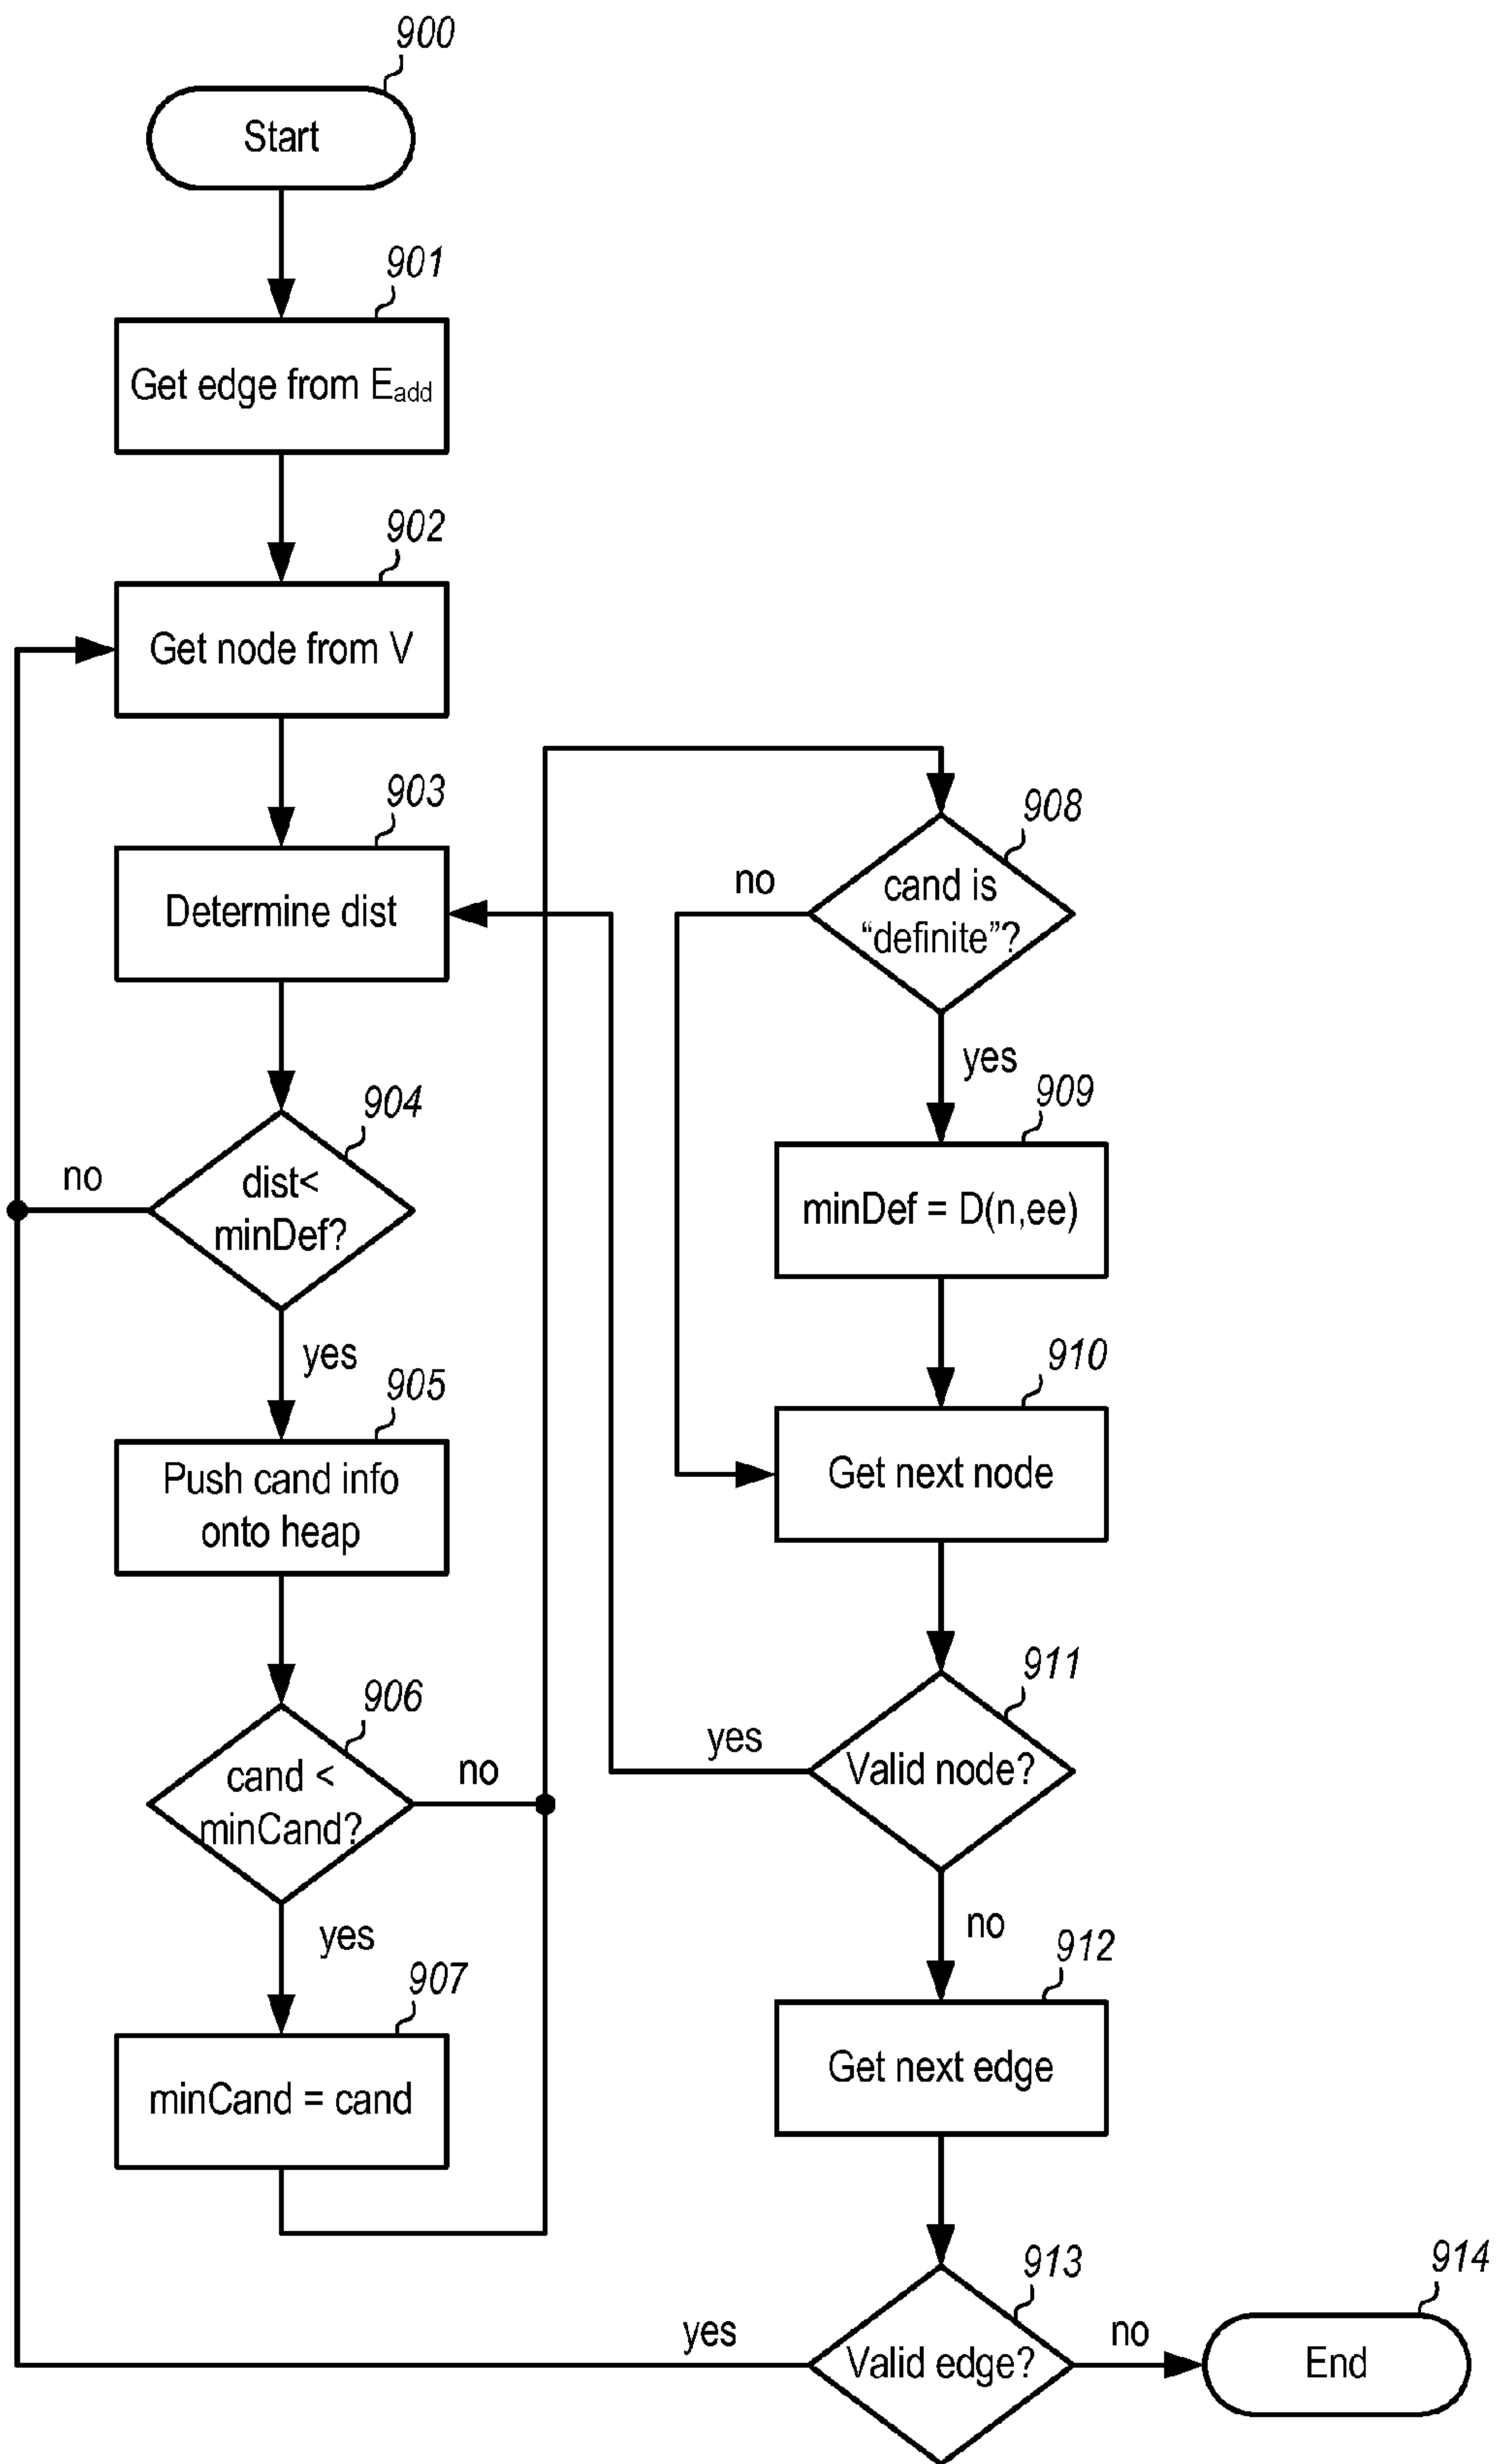 900
Start
901
Get edge from Eadd
902
Get node from V
903
Determine dist
904
dist<
minDef?
no
yes
905
Push cand info
onto heap
906
cand <
minCand?
no
yes
907
minCand = cand
908
cand is
“definite”?
no
yes
909
minDef = D(n,ee)
910
Get next node
911
Valid node?
yes
no
912
Get next edge
913
Valid edge?
yes
no
914
End